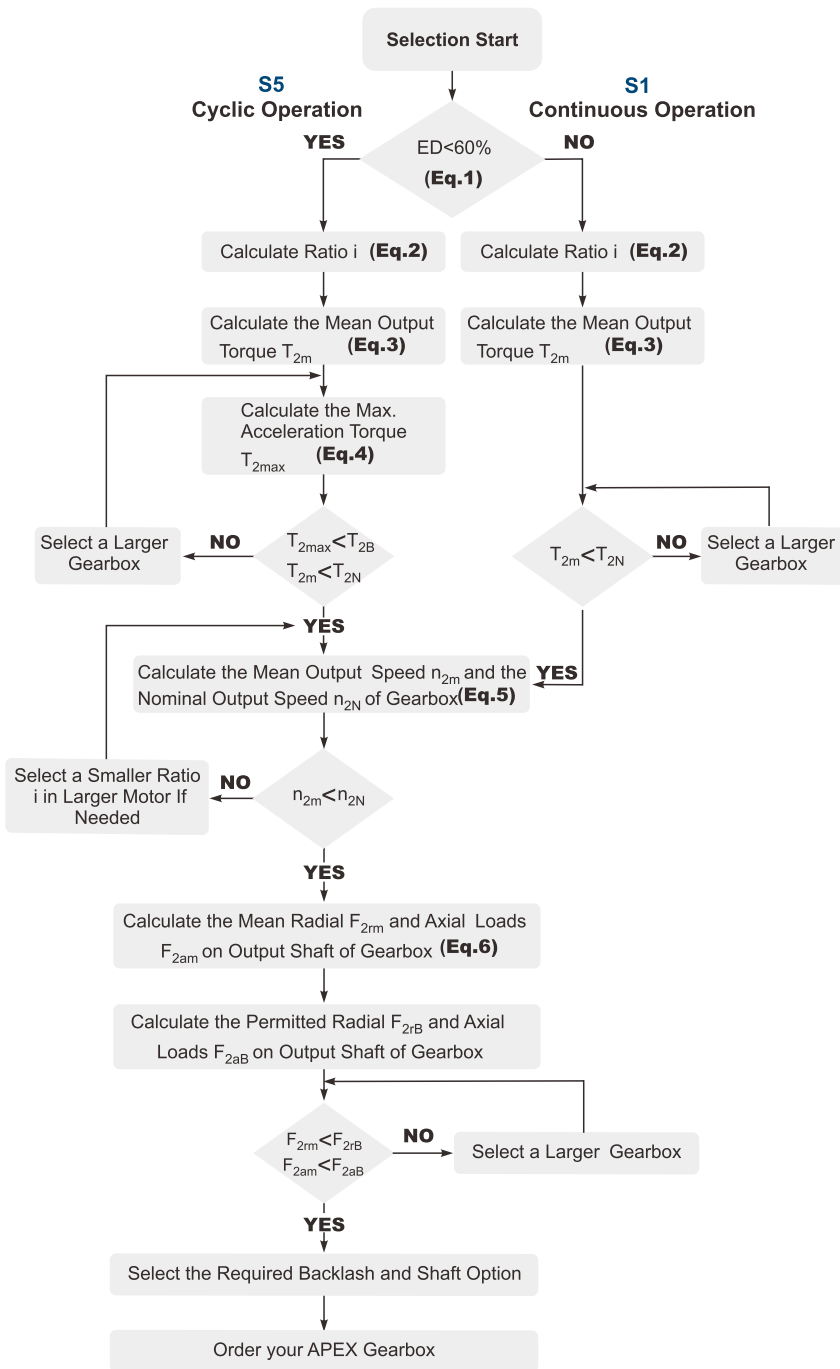 Selection Start
S5
Cyclic Operation
S1
Continuous Operation
YES
NO
ED<60%
(Eq.1)
Calculate Ratio i (Eq.2)
Calculate Ratio i (Eq.2)
Calculate the Mean Output
Torque T2m (Eq.3)
Calculate the Mean Output
Torque T2m (Eq.3)
Calculate the Max.
Acceleration Torque
T2max (Eq.4)
Select a Larger
Gearbox
NO
T2max<T2B
T2m<T2N
T2m<T2N
NO
Select a Larger
Gearbox
YES
Calculate the Mean Output Speed n2m and the
Nominal Output Speed n2N of Gearbox(Eq.5)
YES
Select a Smaller Ratio
i in Larger Motor If
Needed
NO
n2m<n2N
YES
Calculate the Mean Radial F2rm and Axial Loads
F2am on Output Shaft of Gearbox (Eq.6)
Calculate the Permitted Radial F2rB and Axial
Loads F2aB on Output Shaft of Gearbox
F2rm<F2rB
F2am<F2aB
NO
Select a Larger Gearbox
YES
Select the Required Backlash and Shaft Option
Order your APEX Gearbox